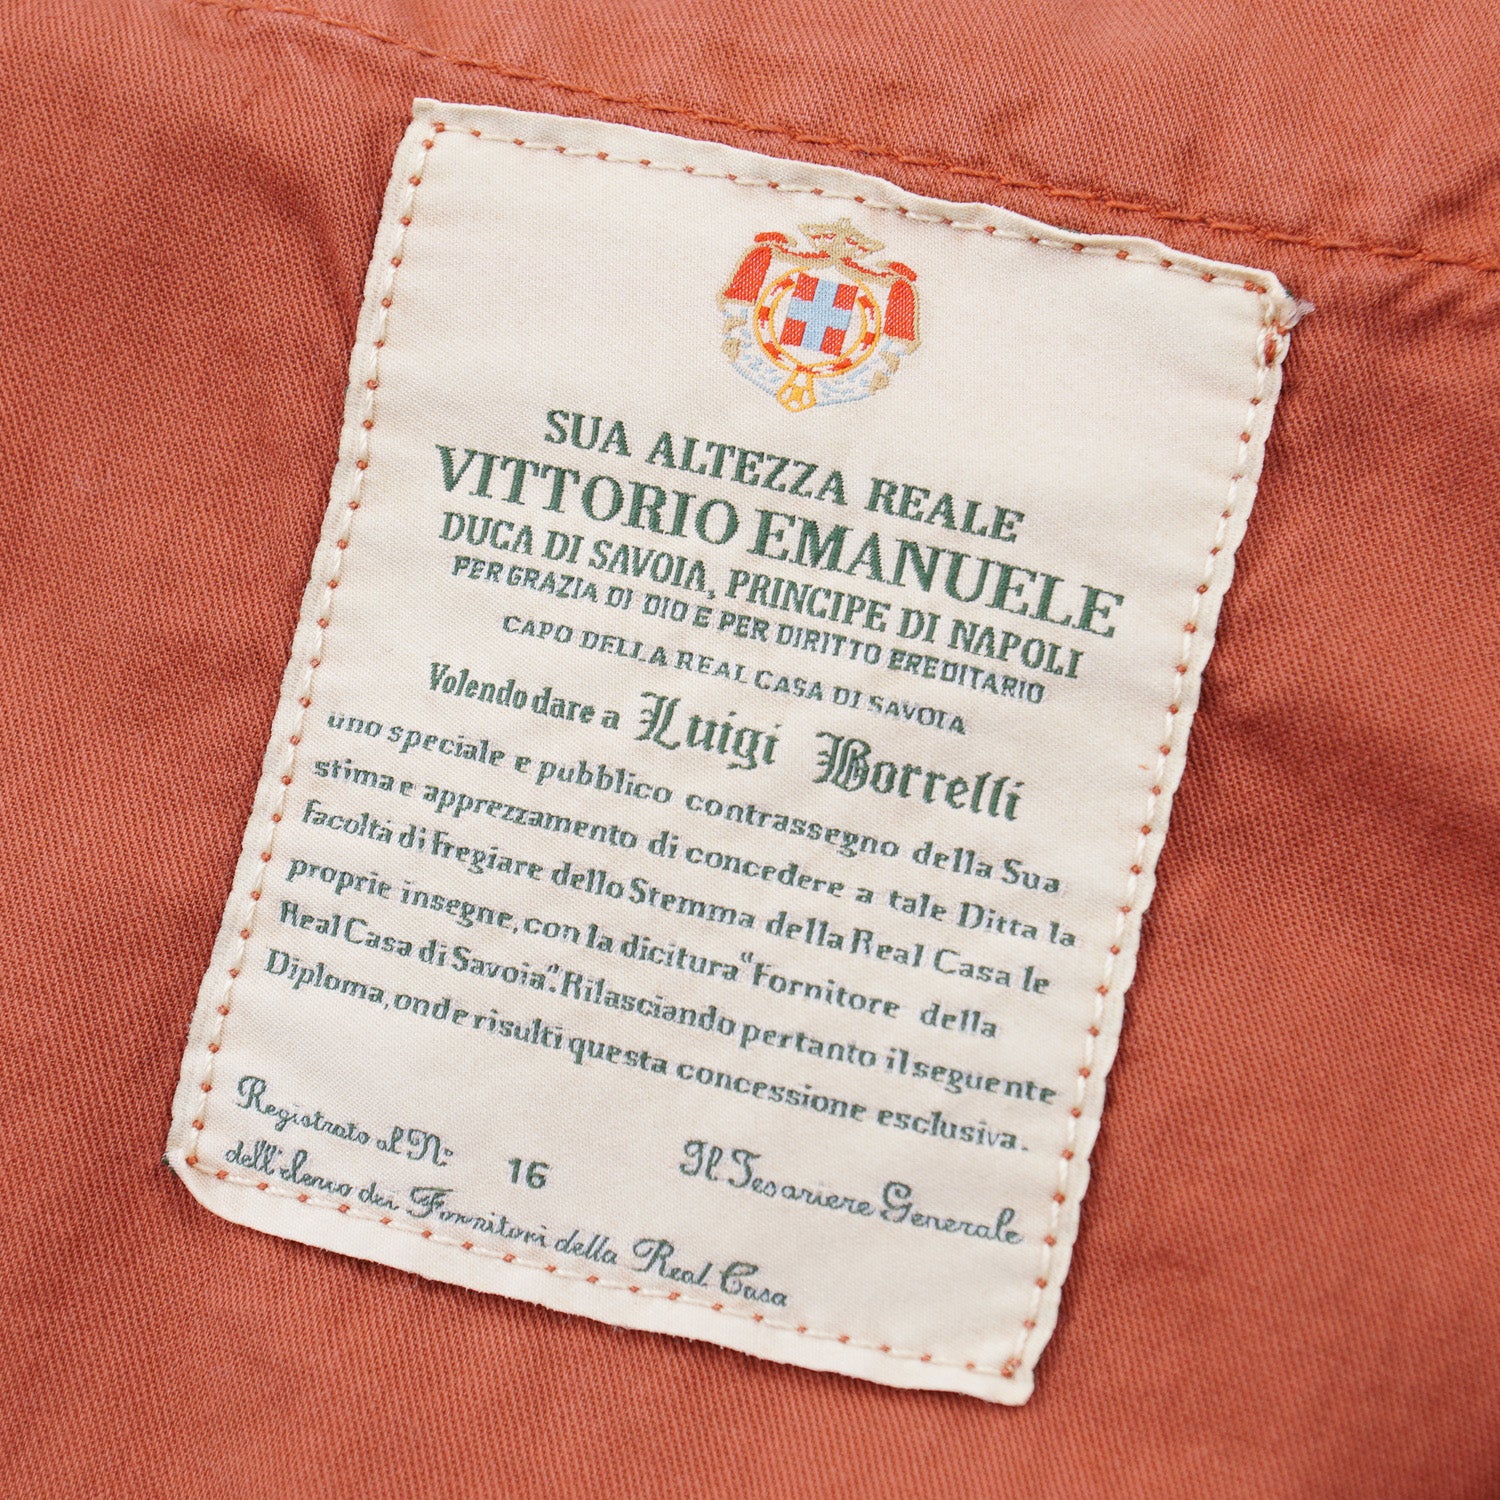 SUA ALTEZZA REALE
VITTORIO EMANUELE
DUCA DI SAVOIA, PRINCIPE DI NAPOLI
PER GRAZIA DI DIO E PER DIRITTO EREDITARIO
CAPO DELLA REAL CASA DI SAVOIA
Volendo dare a Luigi Borrelli
uno speciale e pubblico contrassegno della Sua
stima e apprezzamento di concedere a tale Ditta la
facoltà di fregiare dello Stemma della Real Casa le
proprie insegne, con la dicitura "Fornitore della
Real Casa di Savoia". Rilasciando pertanto il seguente
Diploma, onde risulti questa concessione esclusiva.
Registrato al N: 16 Il Tesoriere Generale
dell'elenco dei Fornitori della Real Casa